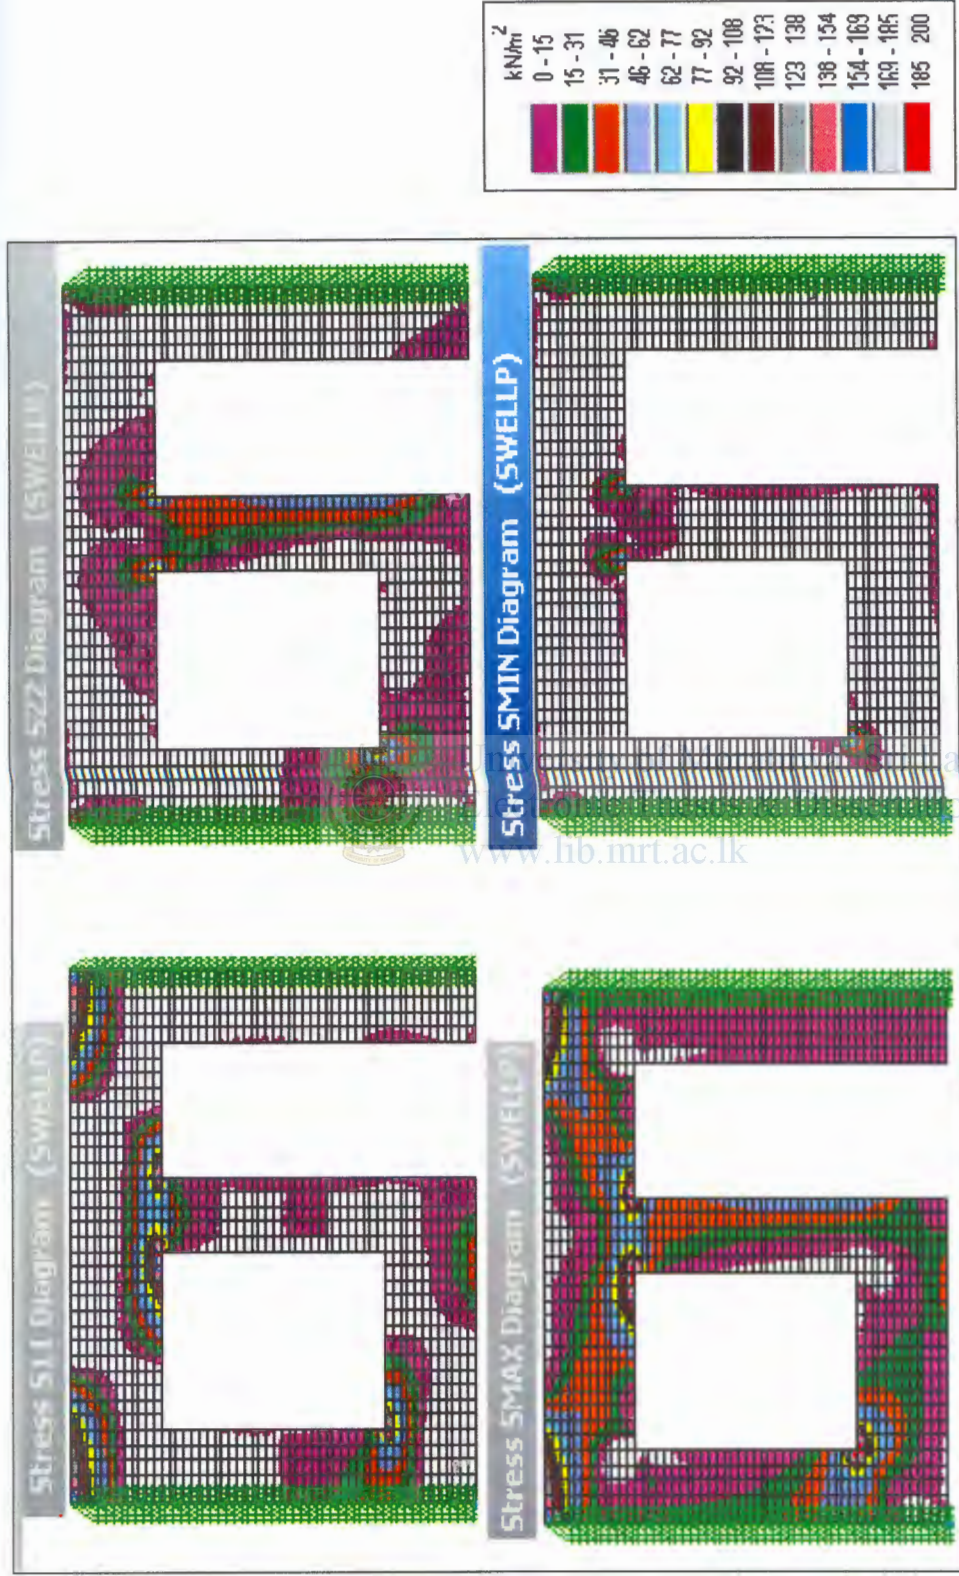 Stress S11 Diagram (SWELLP)
Stress S22 Diagram (SWELLP)
Stress SMAX Diagram (SWELLP)
Stress SMIN Diagram (SWELLP)
kN/m2
0 - 15
15 - 31
31 - 46
46 - 62
62 - 77
77 - 92
92 - 108
108 - 123
123 138
138 - 154
154 - 169
169 - 185
185 200
www.lib.mrt.ac.lk